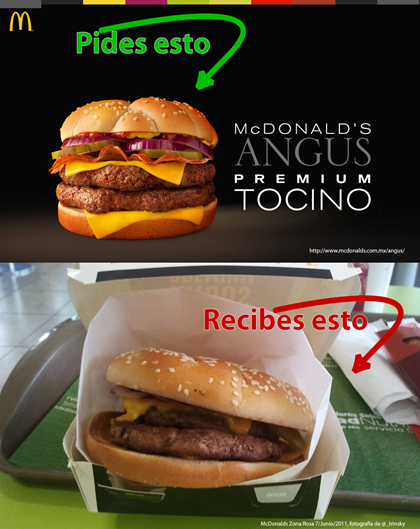 Pides esto
McDONALD'S
ANGUS
PREMIUM
TOCINO
http://www.mcdonalds.com.mx/angus/
Recibes esto
deluxe
McDonalds Zona Rosa 7/Junio/2011, fotografía de @_trinsky